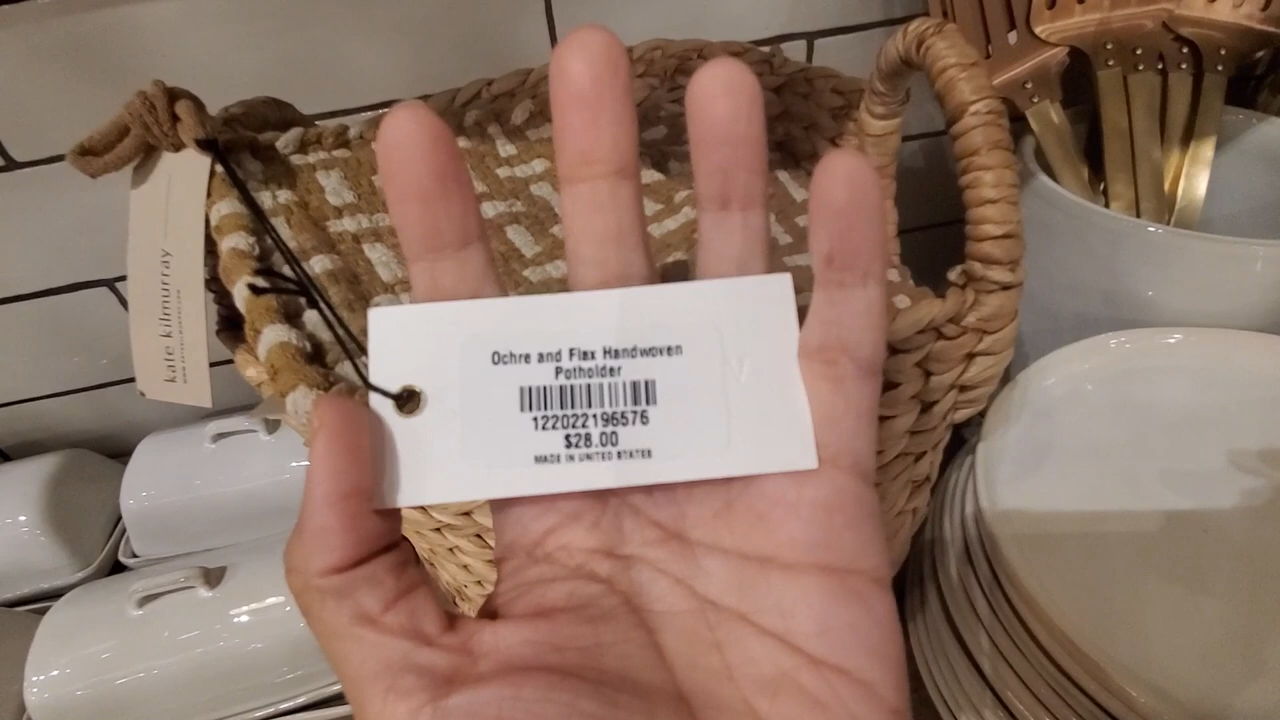 kate kilmurray
Ochre and Flax Handwoven
Potholder
122022196576
$28.00
MADE IN UNITED STATES